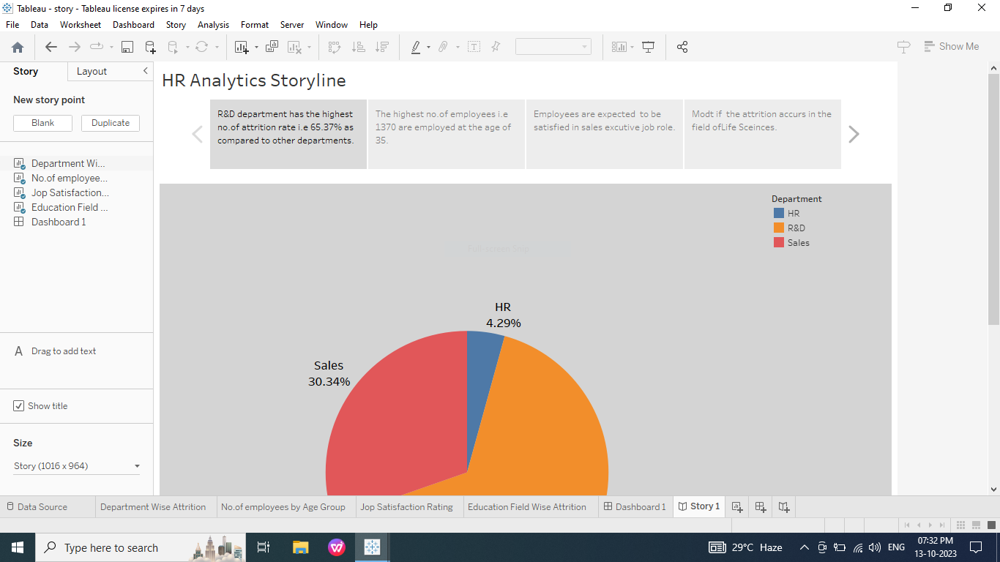 Tableau - story - Tableau license expires in 7 days
File Data Worksheet Dashboard Story Analysis Format Server Window Help
Show Me
Story Layout
New story point
Blank Duplicate
Department Wi...
No.of employee...
Jop Satisfaction...
Education Field ...
Dashboard 1
A Drag to add text
Show title
Size
Story (1016 x 964)
HR Analytics Storyline
R&D department has the highest
no.of attrition rate i.e 65.37% as
compared to other departments.
The highest no.of employees i.e
1370 are employed at the age of
35.
Employees are expected  to be
satisfied in sales excutive job role.
Modt if  the attrition accurs in the
field ofLife Sceinces.
Department
HR
R&D
Sales
Full-screen Snip
HR
4.29%
Sales
30.34%
Data Source Department Wise Attrition No.of employees by Age Group Jop Satisfaction Rating Education Field Wise Attrition Dashboard 1 Story 1
Type here to search
29°C Haze
ENG
07:32 PM
13-10-2023